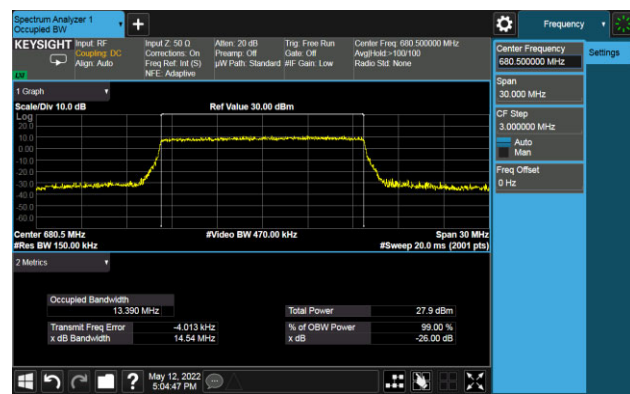 Spectrum Analyzer 1
Occupied BW
+
Frequency
KEYSIGHT
Input: RF
Coupling: DC
Align: Auto
Input Z: 50 Ω
Corrections: On
Freq Ref: Int (S)
NFE: Adaptive
Atten: 20 dB
Preamp: Off
µW Path: Standard
Trig: Free Run
Gate: Off
#IF Gain: Low
Center Freq: 680.500000 MHz
Avg|Hold:>100/100
Radio Std: None
LV
Center Frequency
680.500000 MHz
Settings
Span
30.000 MHz
CF Step
3.000000 MHz
Auto
Man
Freq Offset
0 Hz
1 Graph
Scale/Div 10.0 dB
Ref Value 30.00 dBm
Log
20.0
10.0
0.00
-10.0
-20.0
-30.0
-40.0
-50.0
-60.0
Center 680.5 MHz
#Video BW 470.00 kHz
Span 30 MHz
#Res BW 150.00 kHz
#Sweep 20.0 ms (2001 pts)
2 Metrics
Occupied Bandwidth
13.390 MHz
Total Power
27.9 dBm
Transmit Freq Error
-4.013 kHz
% of OBW Power
99.00 %
x dB Bandwidth
14.54 MHz
x dB
-26.00 dB
?
May 12, 2022
5:04:47 PM